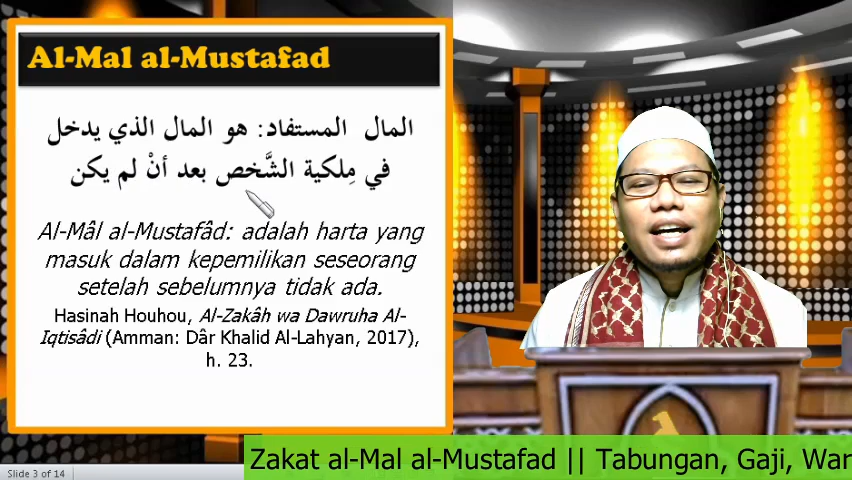 Al-Mal al-Mustafad
المال المستفاد: هو المال الذي يدخل
في مِلكية الشَّخص بعد أنْ لم يكن
Al-Mâl al-Mustafâd: adalah harta yang
masuk dalam kepemilikan seseorang
setelah sebelumnya tidak ada.
Hasinah Houhou, Al-Zakâh wa Dawruha Al-
Iqtisâdi (Amman: Dâr Khalid Al-Lahyan, 2017),
h. 23.
Slide 3 of 14
Zakat al-Mal al-Mustafad || Tabungan, Gaji, War